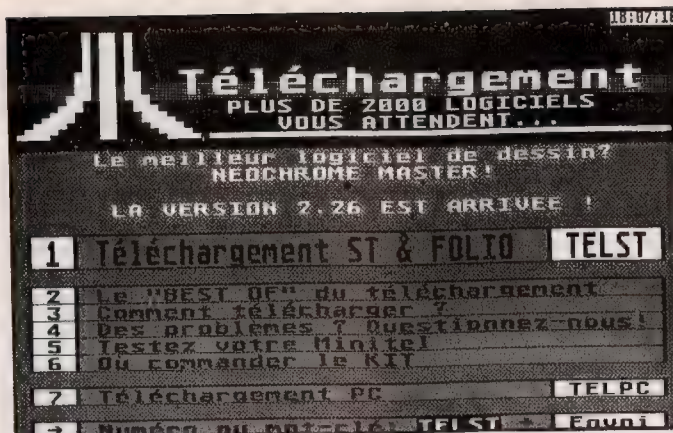 18:07:18
Téléchargement
PLUS DE 2000 LOGICIELS
VOUS ATTENDENT...
Le meilleur logiciel de dessin?
NEOCHROME MASTER!
LA VERSION 2.26 EST ARRIVEE !
1 Téléchargement ST & FOLIO TELST
2 Le "BEST OF" du téléchargement
3 Comment télécharger ?
4 Des problèmes ? Questionnez-nous!
5 Testez votre Minitel
6 Où commander le KIT
7 Téléchargement PC TELPC
→ Numéro ou mot-clé: TELST + Envoi